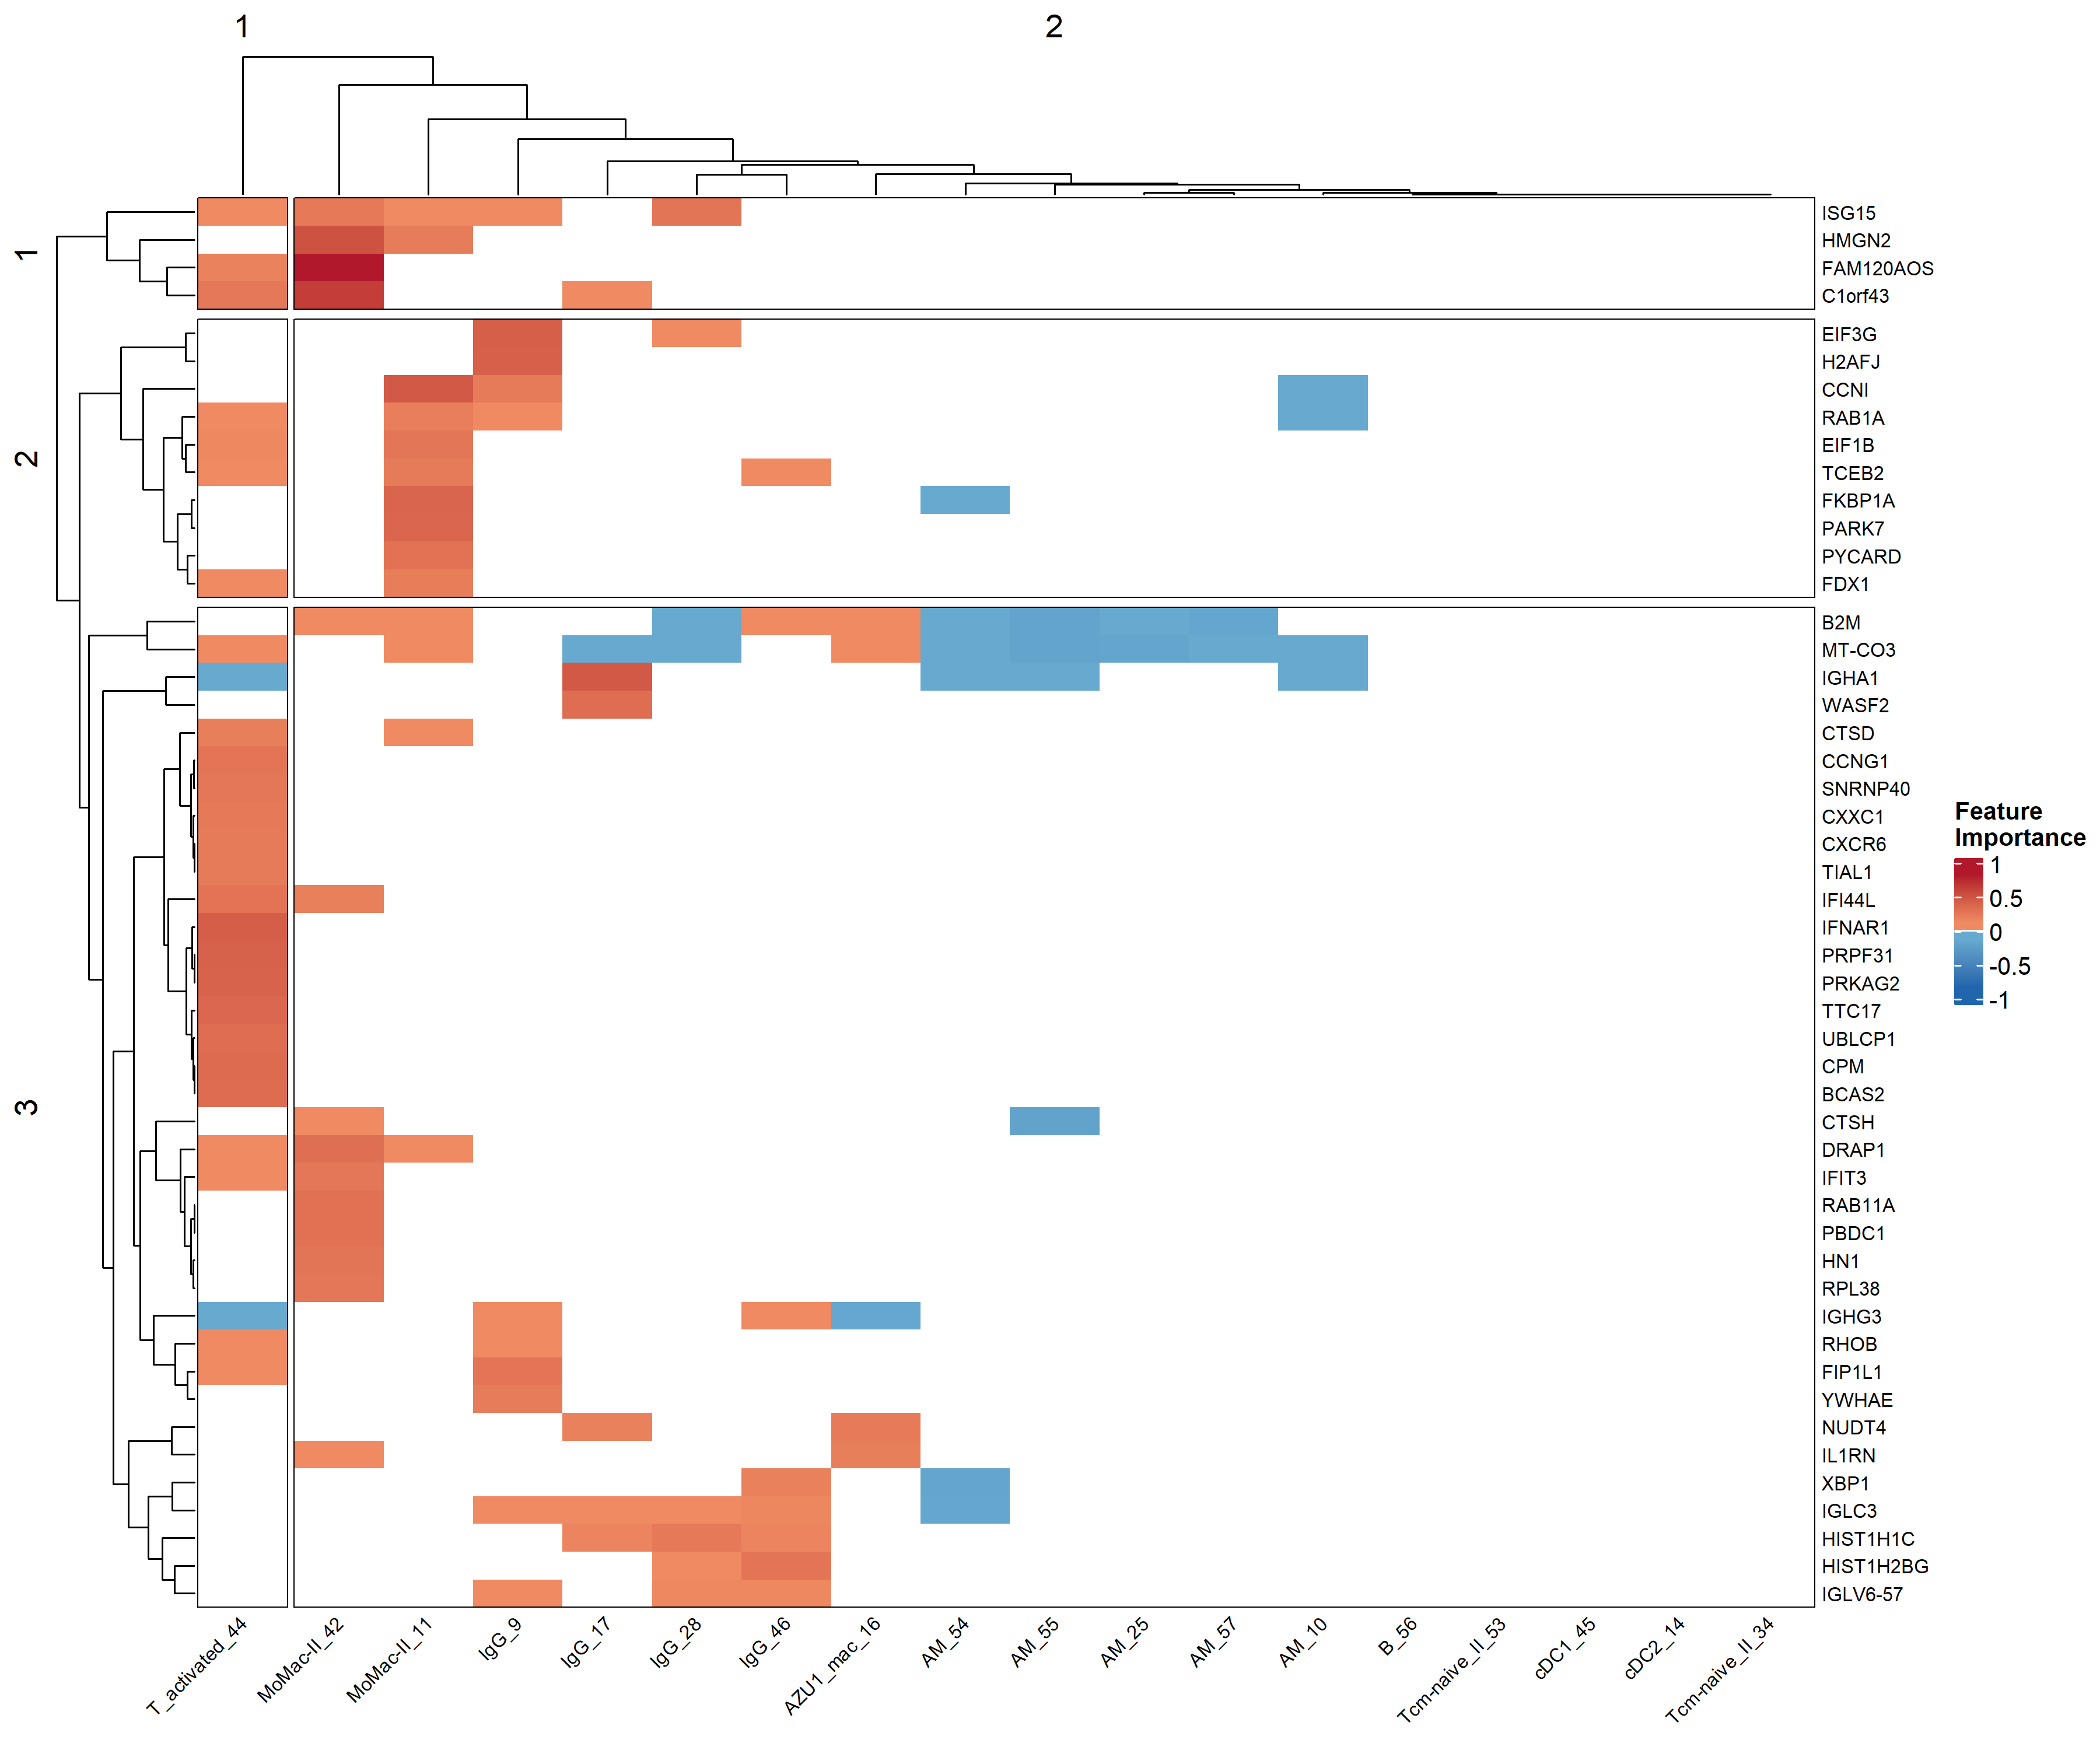 1
2
1
2
3
ISG15
HMGN2
FAM120AOS
C1orf43
EIF3G
H2AFJ
CCNI
RAB1A
EIF1B
TCEB2
FKBP1A
PARK7
PYCARD
FDX1
B2M
MT-CO3
IGHA1
WASF2
CTSD
CCNG1
SNRNP40
CXXC1
CXCR6
TIAL1
IFI44L
IFNAR1
PRPF31
PRKAG2
TTC17
UBLCP1
CPM
BCAS2
CTSH
DRAP1
IFIT3
RAB11A
PBDC1
HN1
RPL38
IGHG3
RHOB
FIP1L1
YWHAE
NUDT4
IL1RN
XBP1
IGLC3
HIST1H1C
HIST1H2BG
IGLV6-57
Feature
Importance
1
0.5
0
-0.5
-1
T_activated_44
MoMac-II_42
MoMac-II_11
IgG_9
IgG_17
IgG_28
IgG_46
AZU1_mac_16
AM_54
AM_55
AM_25
AM_57
AM_10
B_56
Tcm-naive_II_53
cDC1_45
cDC2_14
Tcm-naive_II_34